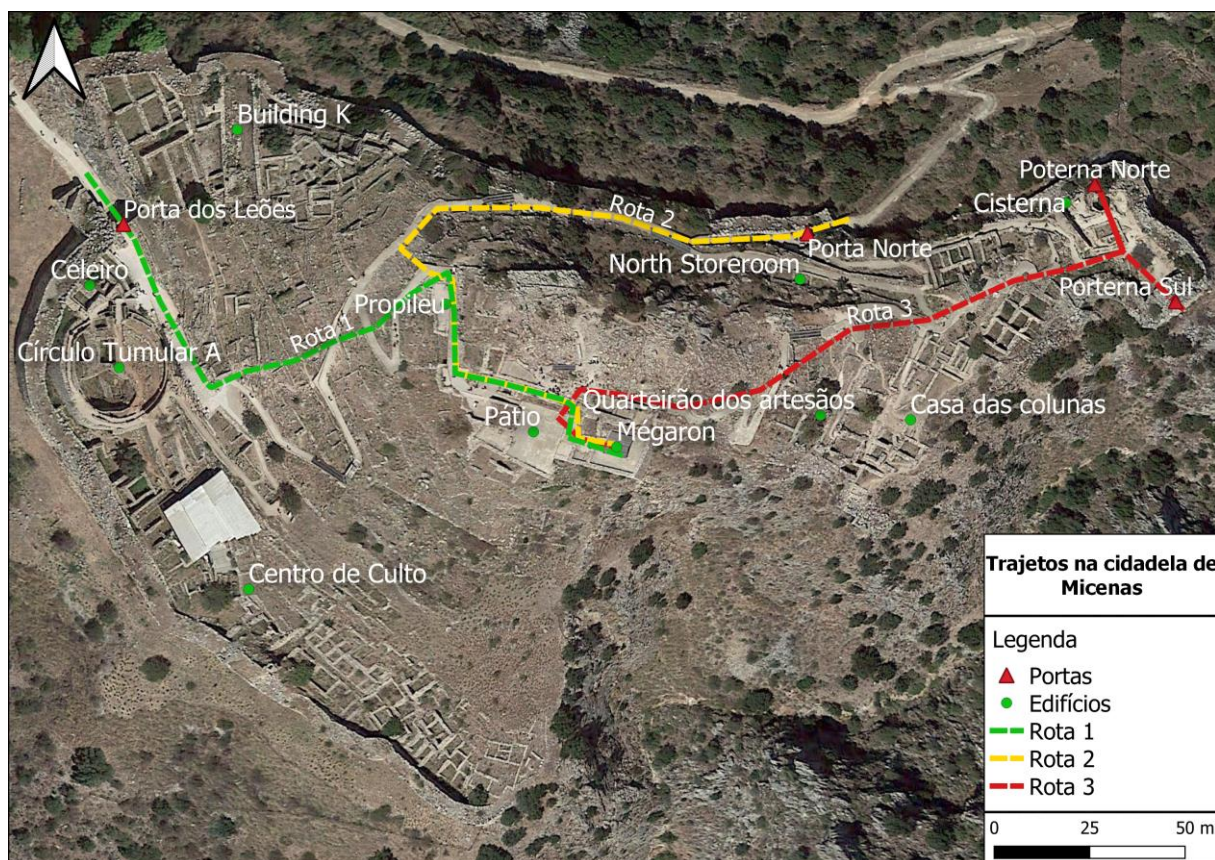 Building K
Poterna Norte
Cisterna
Porta dos Leões
Rota 2
Porta Norte
Celeiro
North Storeroom
Porterna Sul
Propileu
Rota 1
Rota 3
Círculo Tumular A
Quarteirão dos artesãos
Pátio
Casa das colunas
Mégaron
Centro de Culto
Trajetos na cidadela de
Micenas
Legenda
Portas
Edifícios
Rota 1
Rota 2
Rota 3
0 25 50 m